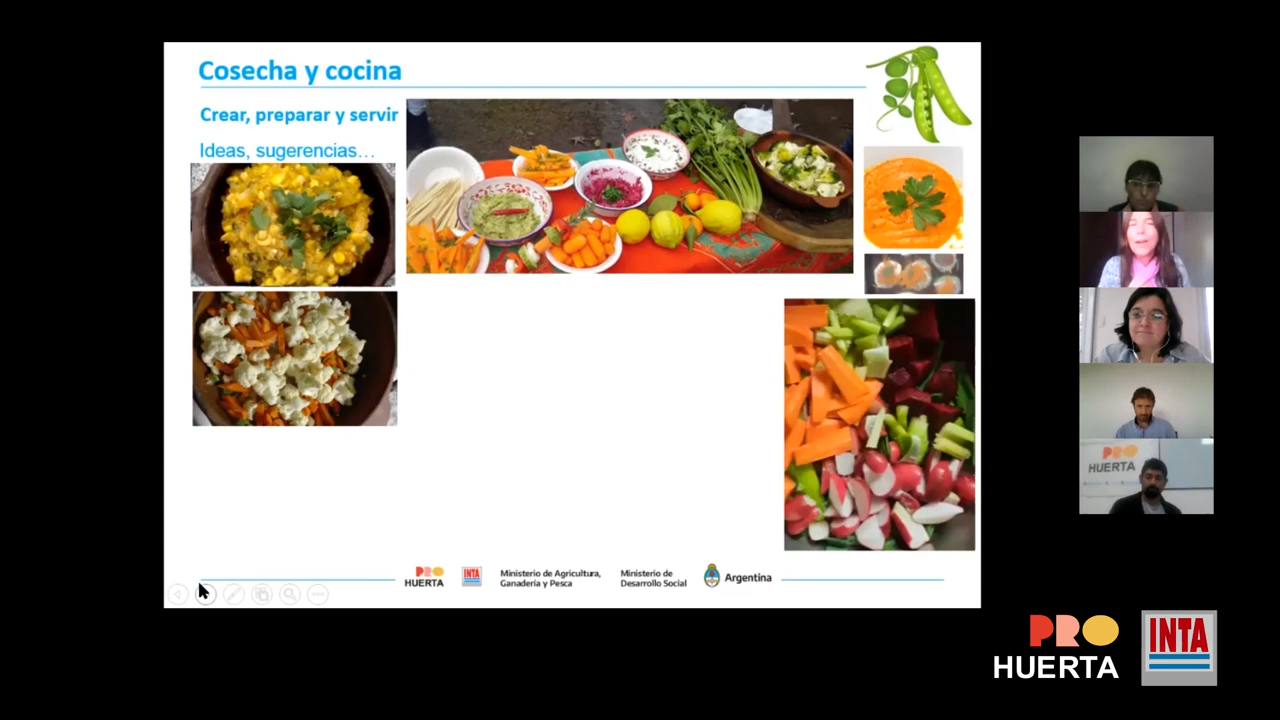 Cosecha y cocina
Crear, preparar y servir
Ideas, sugerencias...
PRO
HUERTA
INTA
Ministerio de Agricultura,
Ganadería y Pesca
Ministerio de
Desarrollo Social
Argentina
PRO
HUERTA
PRO
HUERTA
INTA